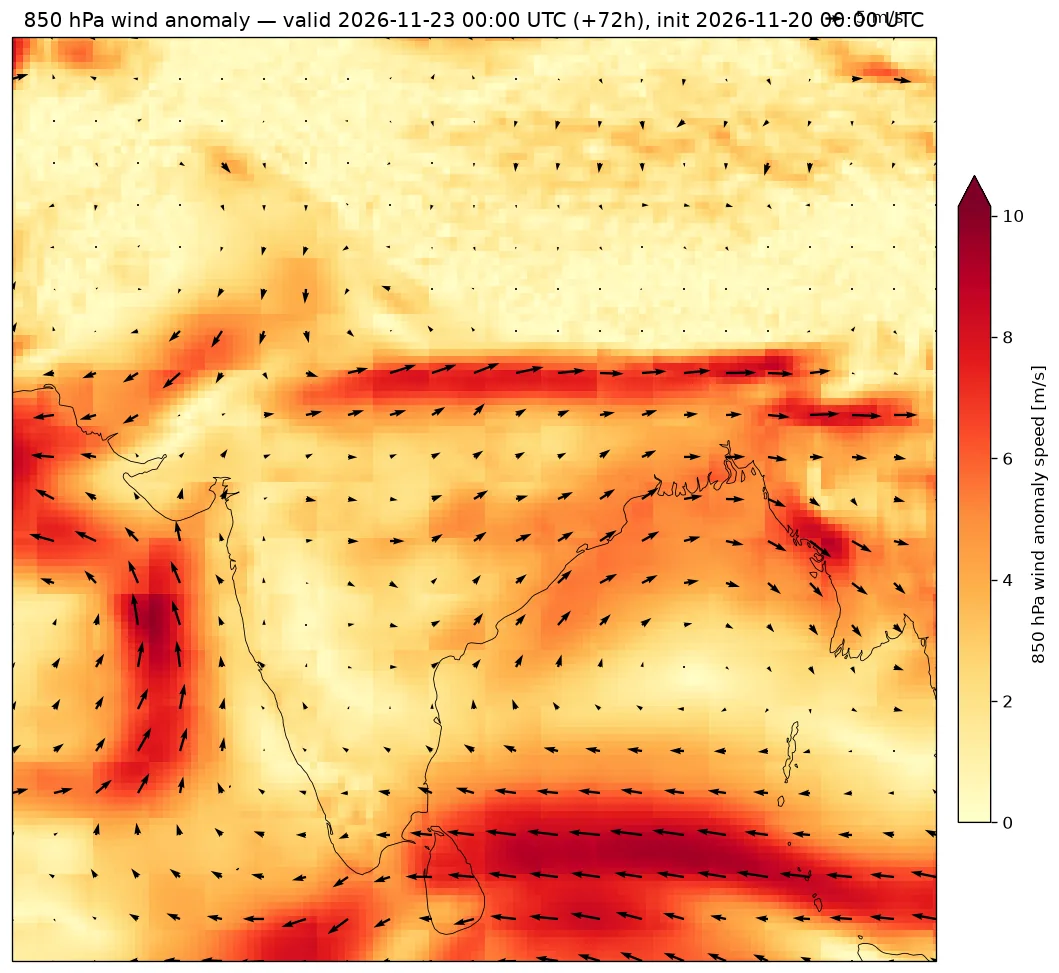 850 hPa wind anomaly — valid 2026-11-23 00:00 UTC (+72h), init 2026-11-20 00:00 UTC
5 m/s
10
8
6
4
2
0
850 hPa wind anomaly speed [m/s]